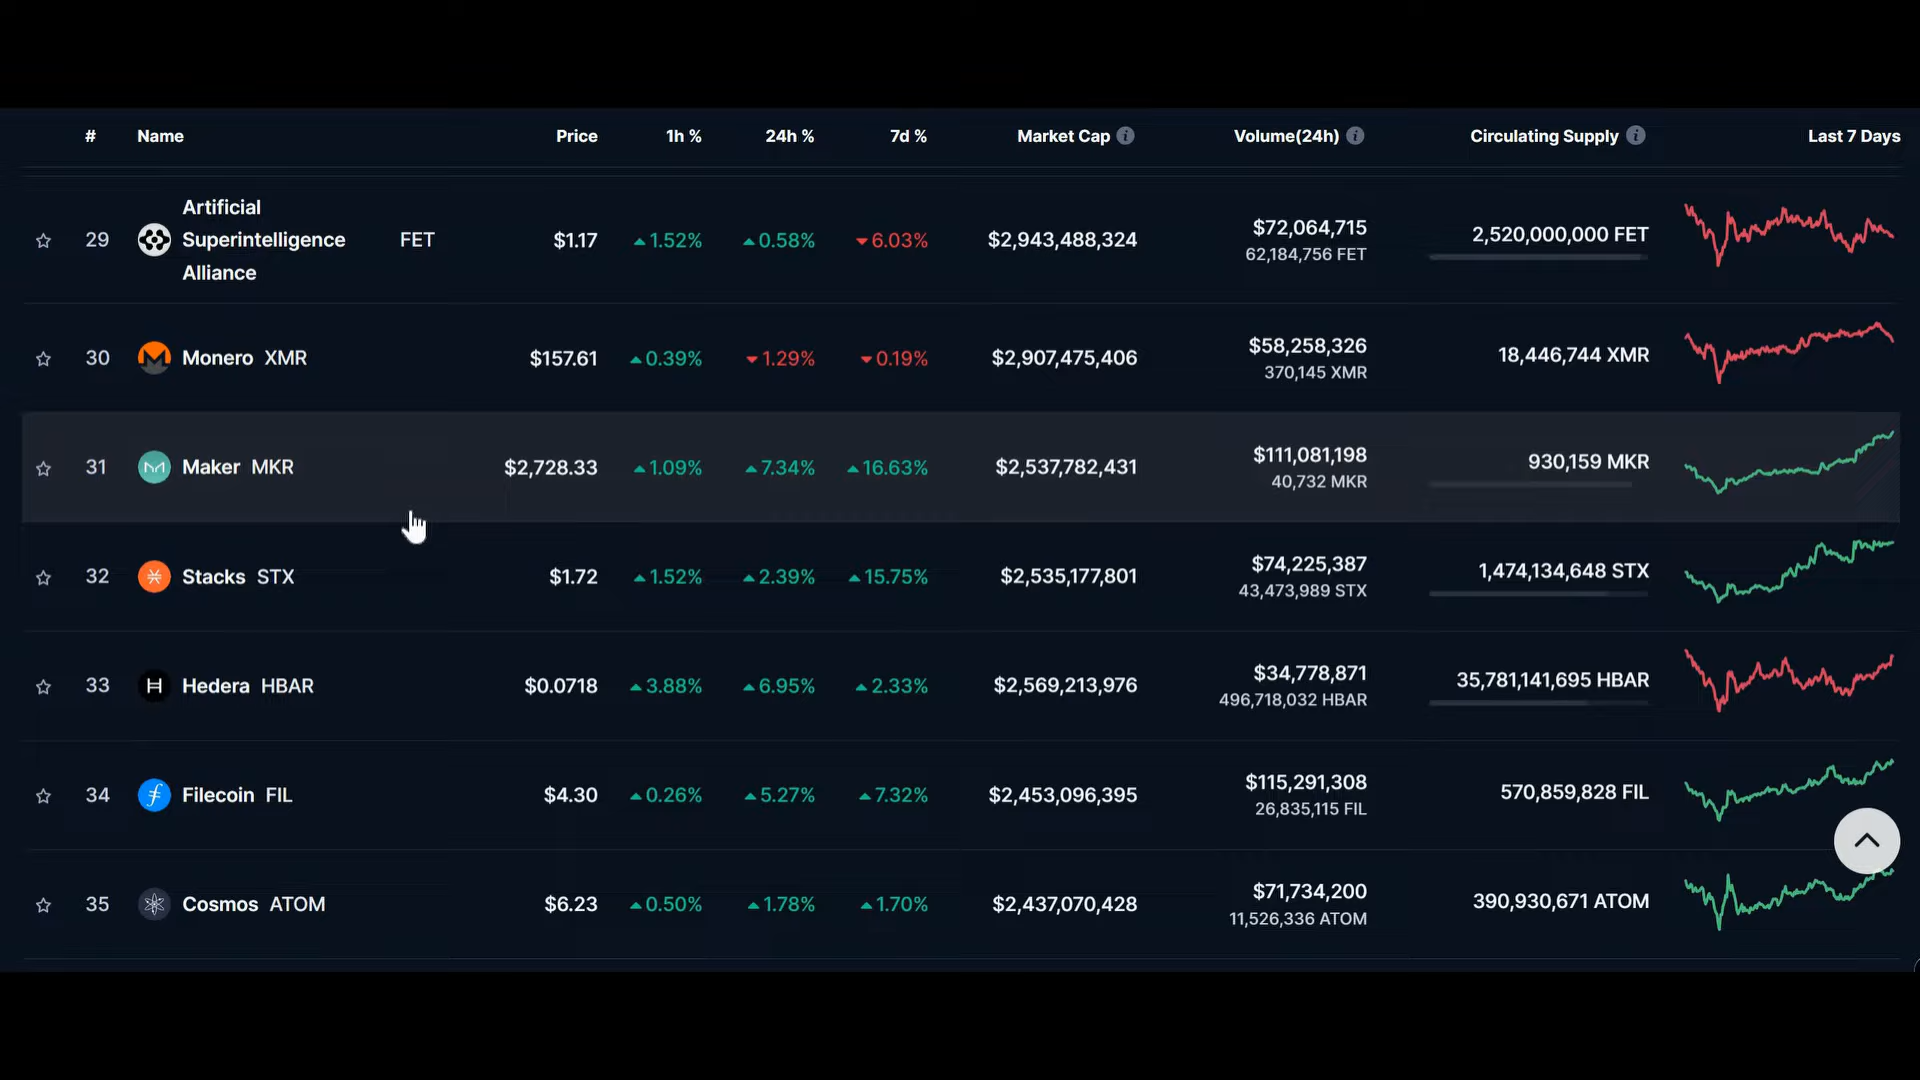 # Name Price 1h % 24h % 7d % Market Cap Volume(24h) Circulating Supply Last 7 Days
Artificial
Superintelligence
Alliance
29 FET $1.17 1.52% 0.58% 6.03% $2,943,488,324 $72,064,715 2,520,000,000 FET
62,184,756 FET
30 Monero XMR $157.61 0.39% 1.29% 0.19% $2,907,475,406 $58,258,326 18,446,744 XMR
370,145 XMR
31 Maker MKR $2,728.33 1.09% 7.34% 16.63% $2,537,782,431 $111,081,198 930,159 MKR
40,732 MKR
32 Stacks STX $1.72 1.52% 2.39% 15.75% $2,535,177,801 $74,225,387 1,474,134,648 STX
43,473,989 STX
33 Hedera HBAR $0.0718 3.88% 6.95% 2.33% $2,569,213,976 $34,778,871 35,781,141,695 HBAR
496,718,032 HBAR
34 Filecoin FIL $4.30 0.26% 5.27% 7.32% $2,453,096,395 $115,291,308 570,859,828 FIL
26,835,115 FIL
35 Cosmos ATOM $6.23 0.50% 1.78% 1.70% $2,437,070,428 $71,734,200 390,930,671 ATOM
11,526,336 ATOM